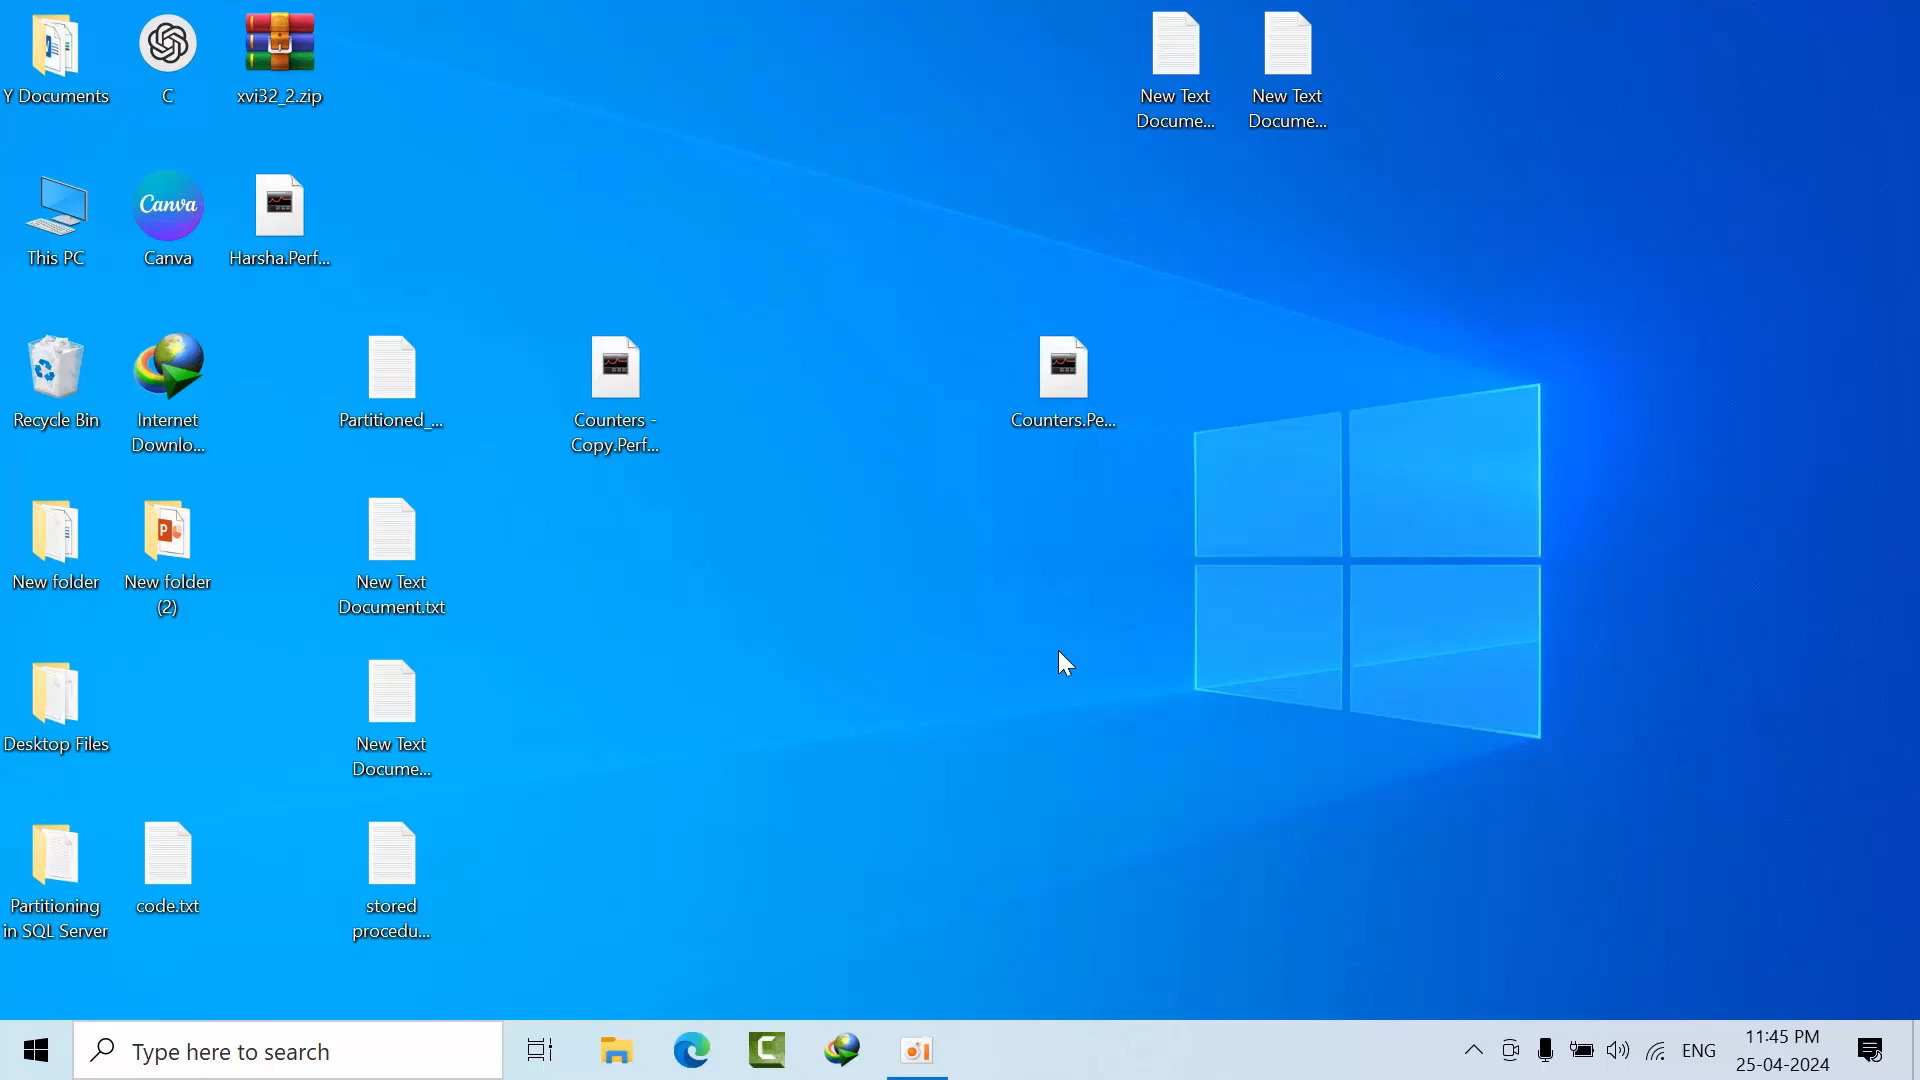 Y Documents
C
xvi32_2.zip
New Text
Docume...
New Text
Docume...
This PC
Canva
Canva
Harsha.Perf...
Recycle Bin
Internet
Downlo...
Partitioned_...
Counters -
Copy.Perf...
Counters.Pe...
New folder
New folder
(2)
New Text
Document.txt
Desktop Files
New Text
Docume...
Partitioning
in SQL Server
code.txt
stored
procedu...
Type here to search
ENG
11:45 PM
25-04-2024